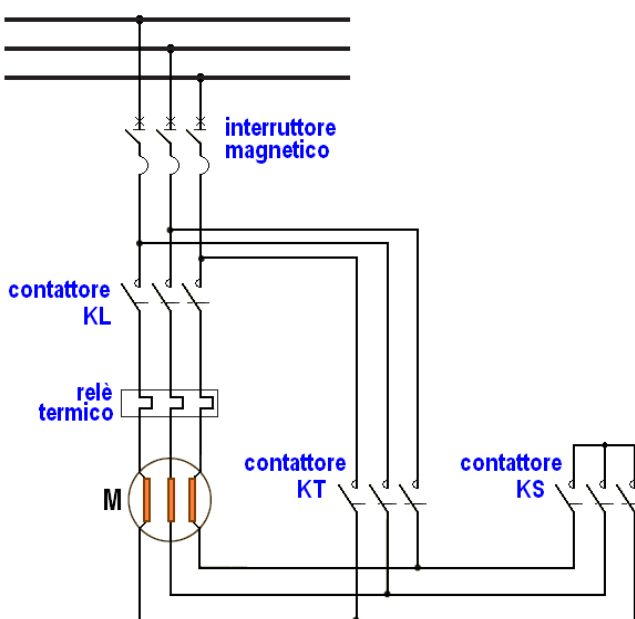 interruttore
magnetico
contattore
KL
relè
termico
contattore
KT
contattore
KS
M